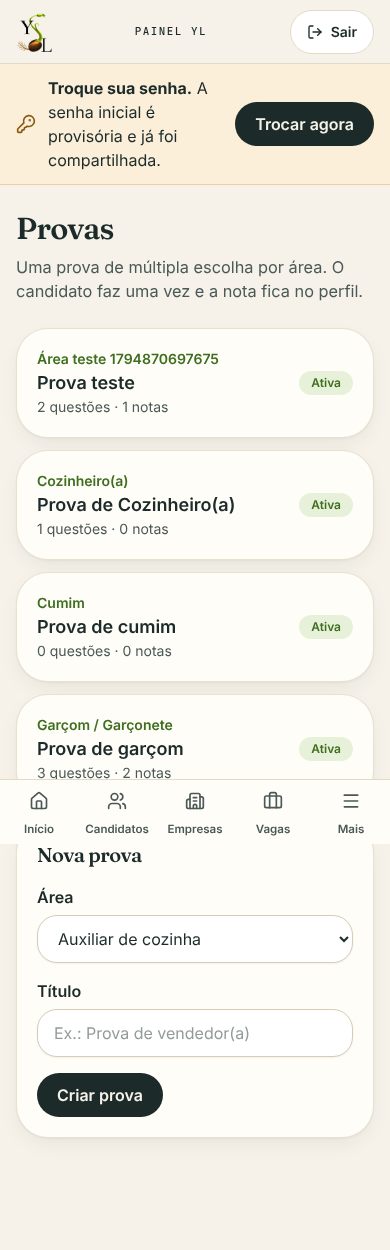 YSL
PAINEL YL
Sair
Troque sua senha. A
senha inicial é
provisória e já foi
compartilhada.
Trocar agora
Provas
Uma prova de múltipla escolha por área. O
candidato faz uma vez e a nota fica no perfil.
Área teste 1794870697675
Prova teste
Ativa
2 questões · 1 notas
Cozinheiro(a)
Prova de Cozinheiro(a)
Ativa
1 questões · 0 notas
Cumim
Prova de cumim
Ativa
0 questões · 0 notas
Garçom / Garçonete
Prova de garçom
Ativa
3 questões · 2 notas
Início
Candidatos
Empresas
Vagas
Mais
Nova prova
Área
Auxiliar de cozinha
Título
Ex.: Prova de vendedor(a)
Criar prova